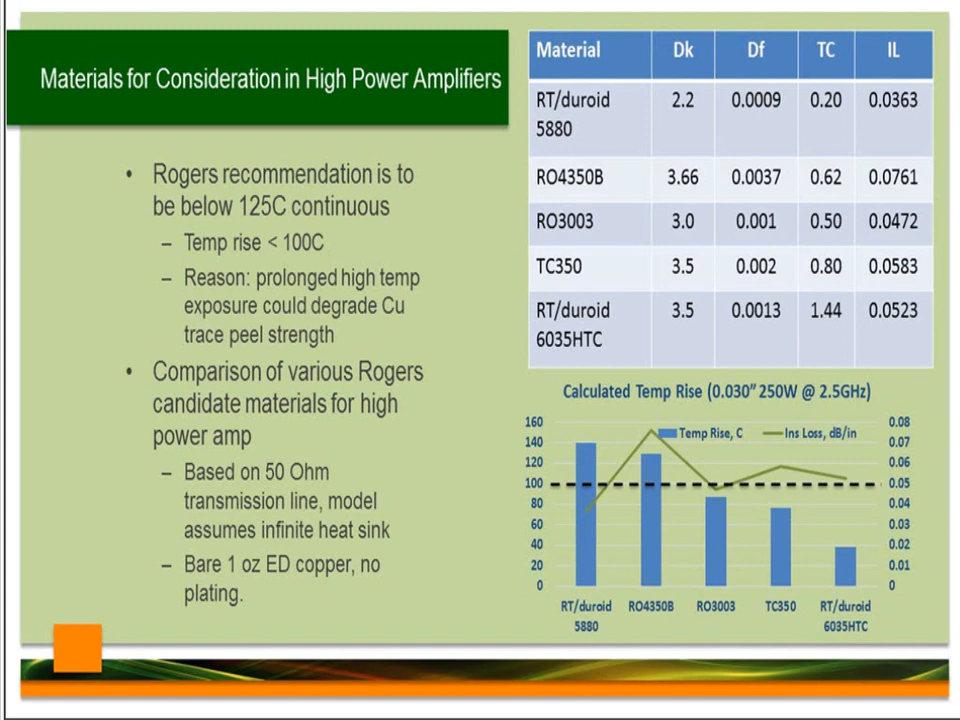 Materials for Consideration in High Power Amplifiers
• Rogers recommendation is to
be below 125C continuous
– Temp rise < 100C
– Reason: prolonged high temp
exposure could degrade Cu
trace peel strength
• Comparison of various Rogers
candidate materials for high
power amp
– Based on 50 Ohm
transmission line, model
assumes infinite heat sink
– Bare 1 oz ED copper, no
plating.
Material Dk Df TC IL
RT/duroid 2.2 0.0009 0.20 0.0363
5880
RO4350B 3.66 0.0037 0.62 0.0761
RO3003 3.0 0.001 0.50 0.0472
TC350 3.5 0.002 0.80 0.0583
RT/duroid 3.5 0.0013 1.44 0.0523
6035HTC
Calculated Temp Rise (0.030” 250W @ 2.5GHz)
160 0.08
Temp Rise, C Ins Loss, dB/in
140 0.07
120 0.06
100 0.05
80 0.04
60 0.03
40 0.02
20 0.01
0 0
RT/duroid RO4350B RO3003 TC350 RT/duroid
5880 6035HTC